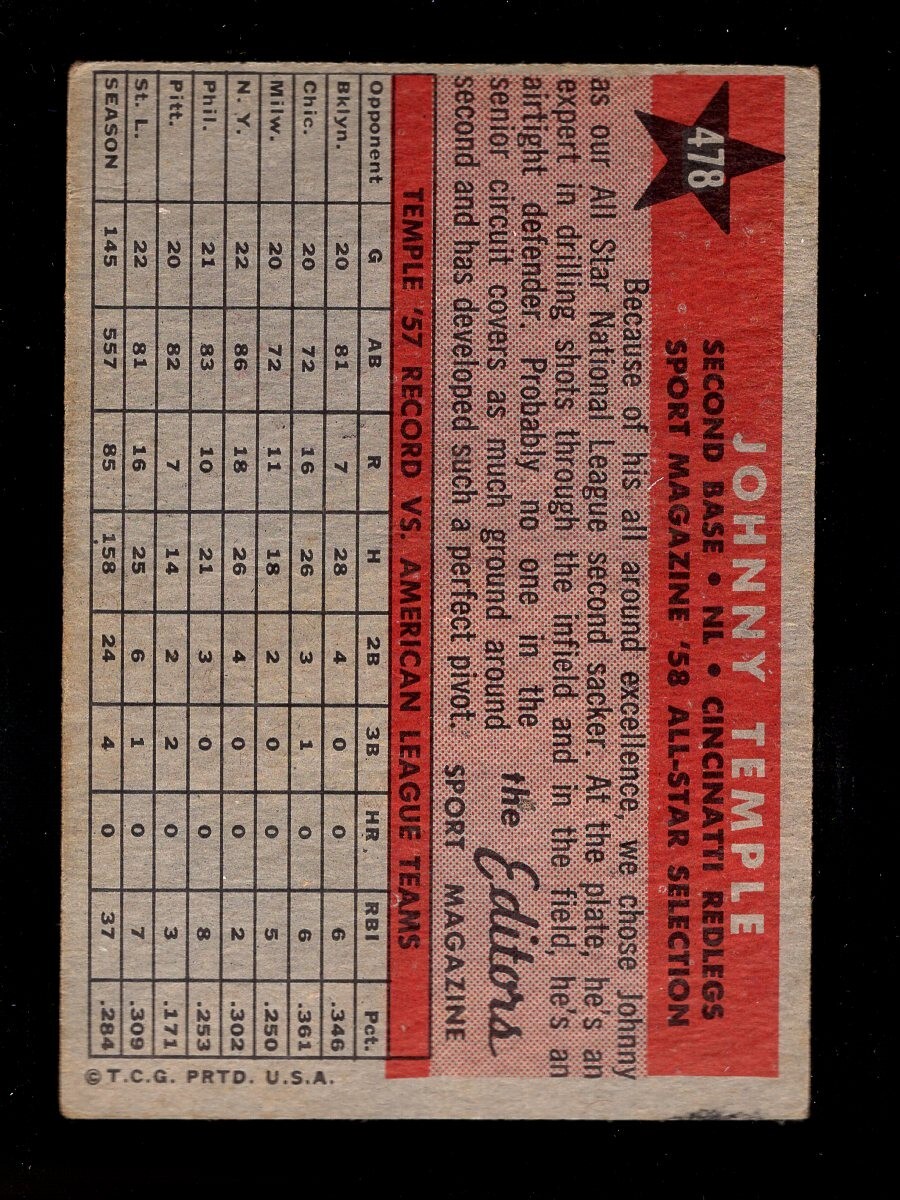 478
JOHNNY TEMPLE
SECOND BASE • NL • CINCINATTI REDLEGS
SPORT MAGAZINE '58 ALL-STAR SELECTION
Because of his all around excellence, we chose Johnny
as our All Star National League second sacker. At the plate, he's an
expert in drilling shots through the infield and in the field, he's an
airtight defender. Probably no one in the
senior circuit covers as much ground around
second and has developed such a perfect pivot.
the Editors
SPORT MAGAZINE
TEMPLE '57 RECORD VS. AMERICAN LEAGUE TEAMS
Opponent G AB R H 2B 3B HR. RBI Pct.
Bklyn. 20 81 7 28 4 0 0 6 .346
Chic. 20 72 16 26 3 1 0 6 .361
Milw. 20 72 11 18 2 0 0 5 .250
N. Y. 22 86 18 26 4 0 0 2 .302
Phil. 21 83 10 21 3 0 0 8 .253
Pitt. 20 82 7 14 2 2 0 3 .171
St. L. 22 81 16 25 6 1 0 7 .309
SEASON 145 557 85 158 24 4 0 37 .284
© T.C.G. PRTD. U.S.A.